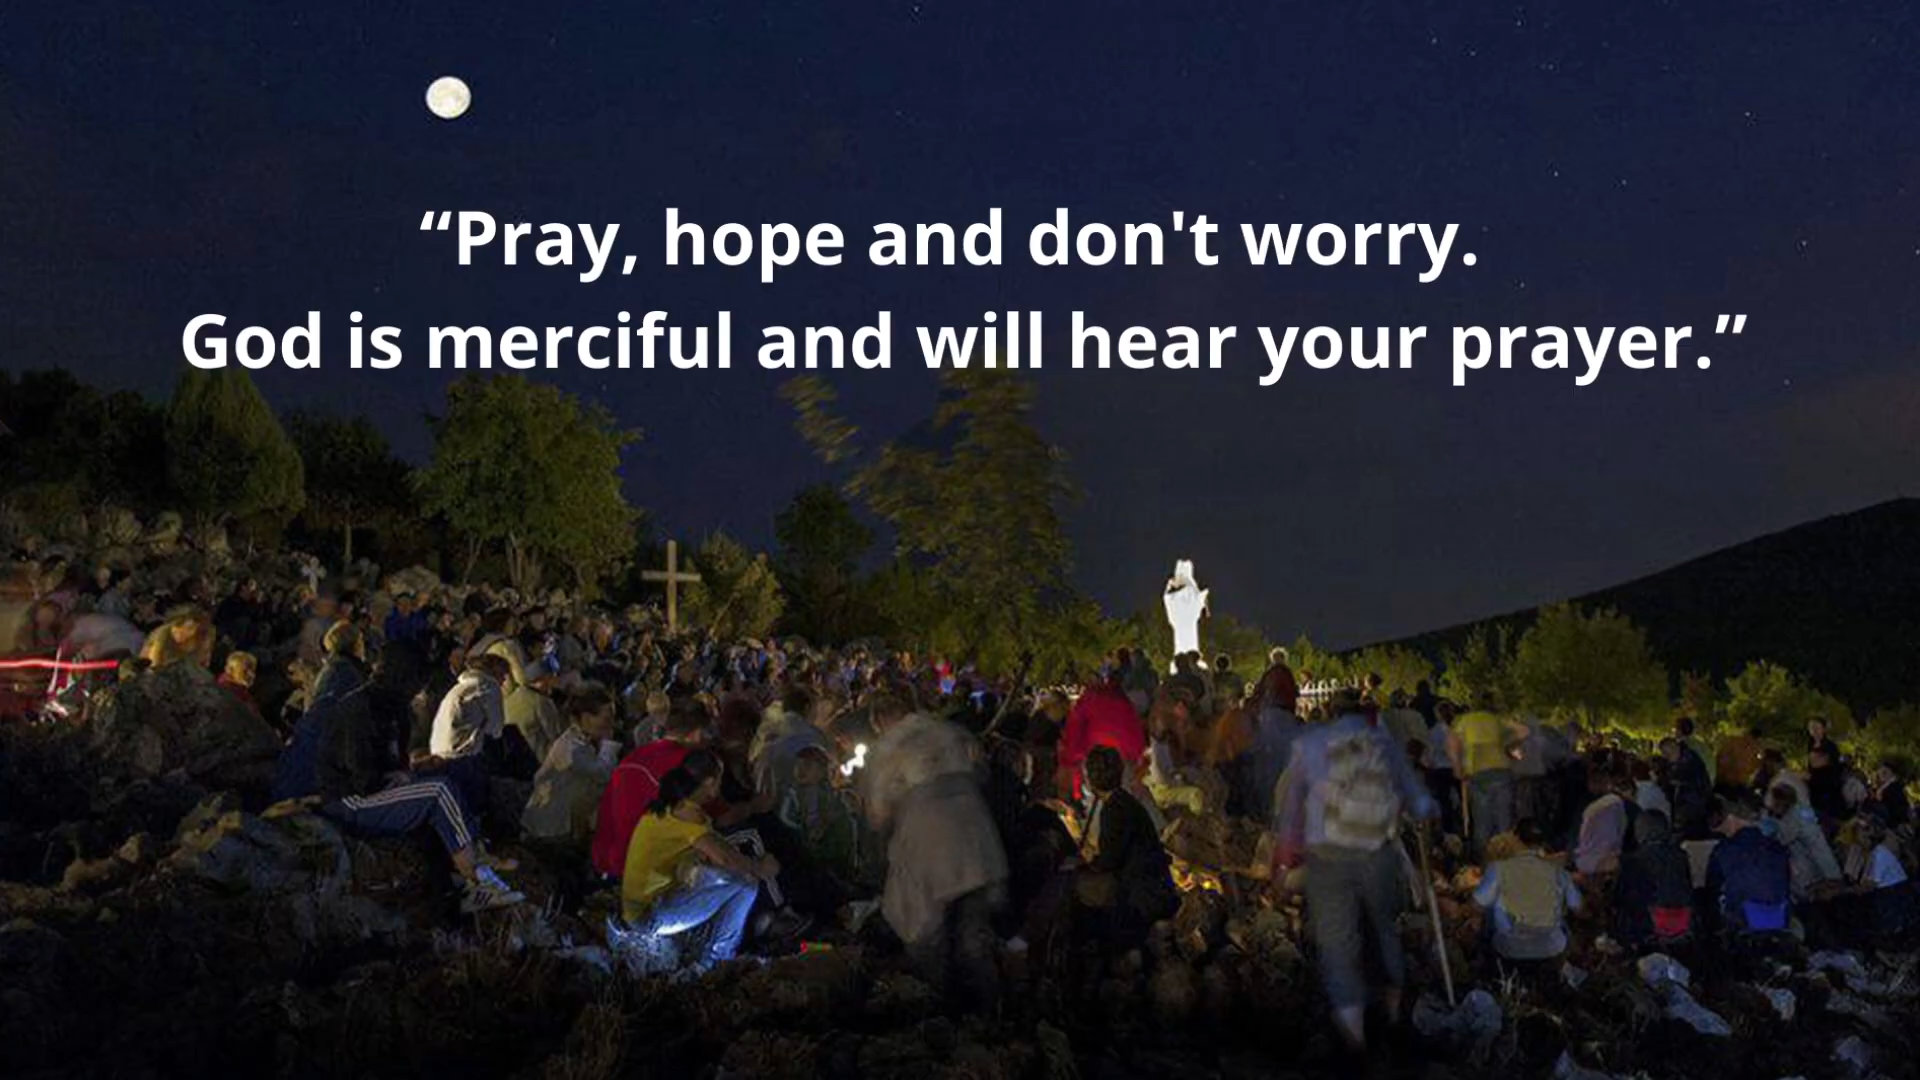 “Pray, hope and don't worry.
God is merciful and will hear your prayer.”